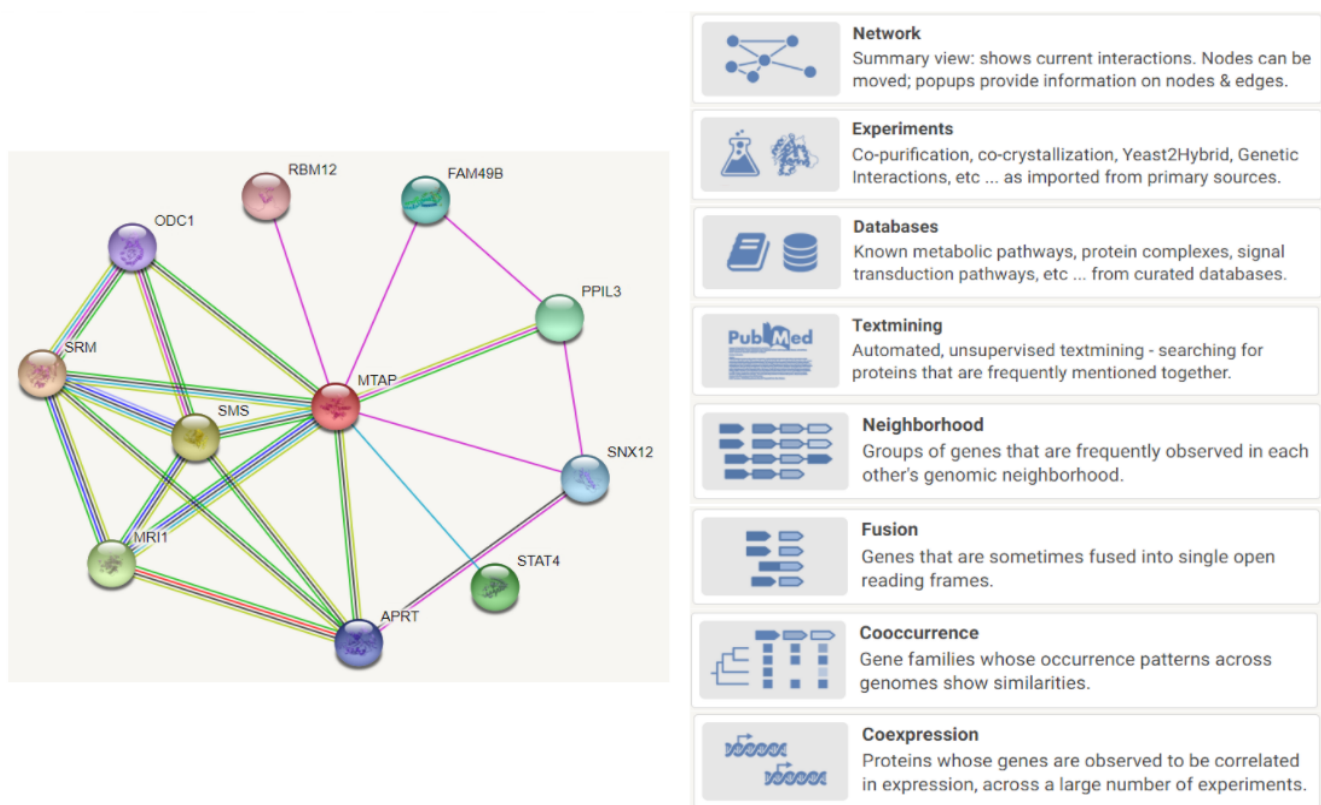 RBM12
FAM49B
ODC1
PPIL3
SRM
MTAP
SMS
SNX12
MRI1
STAT4
APRT
Network
Summary view: shows current interactions. Nodes can be
moved; popups provide information on nodes & edges.
Experiments
Co-purification, co-crystallization, Yeast2Hybrid, Genetic
Interactions, etc ... as imported from primary sources.
Databases
Known metabolic pathways, protein complexes, signal
transduction pathways, etc ... from curated databases.
PubMed
Textmining
Automated, unsupervised textmining - searching for
proteins that are frequently mentioned together.
Neighborhood
Groups of genes that are frequently observed in each
other's genomic neighborhood.
Fusion
Genes that are sometimes fused into single open
reading frames.
Cooccurrence
Gene families whose occurrence patterns across
genomes show similarities.
Coexpression
Proteins whose genes are observed to be correlated
in expression, across a large number of experiments.